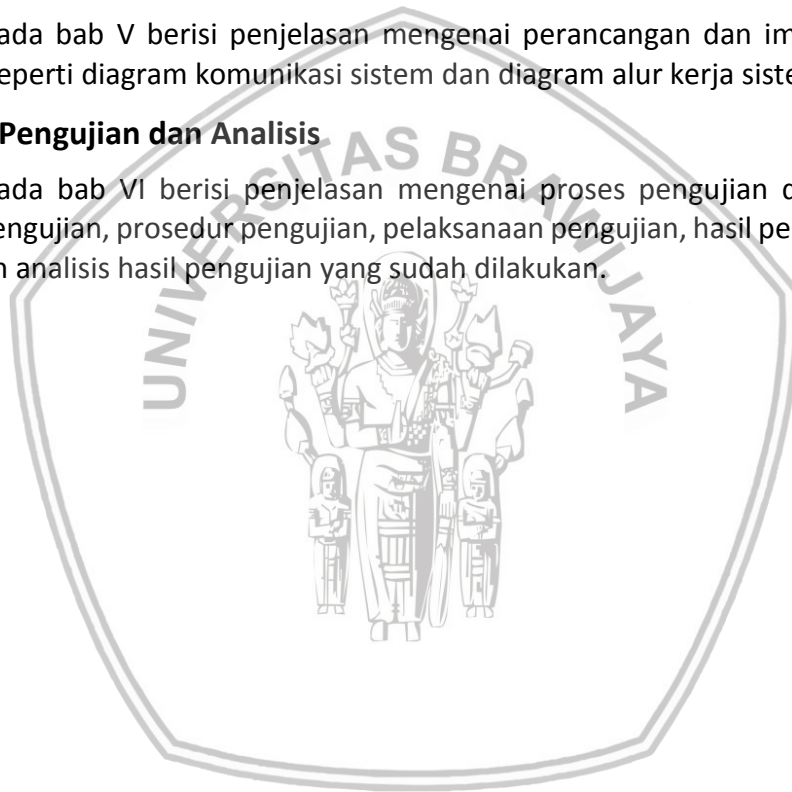 ada bab V berisi penjelasan mengenai perancangan dan im
eperti diagram komunikasi sistem dan diagram alur kerja siste
Pengujian dan Analisis
ada bab VI berisi penjelasan mengenai proses pengujian d
engujian, prosedur pengujian, pelaksanaan pengujian, hasil pe
n analisis hasil pengujian yang sudah dilakukan.
UNIVERSITAS BRAWIJAYA